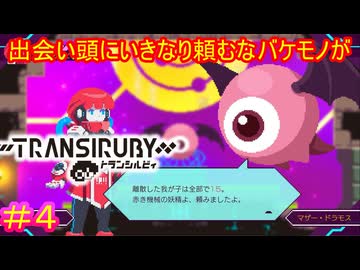 出会い頭にいきなり頼むなバケモノが
TRANSIRUBY
トランシルビィ
離散した我が子は全部で15。
赤き機械の妖精よ、頼みましたよ。
マザー・ドラモス
#4